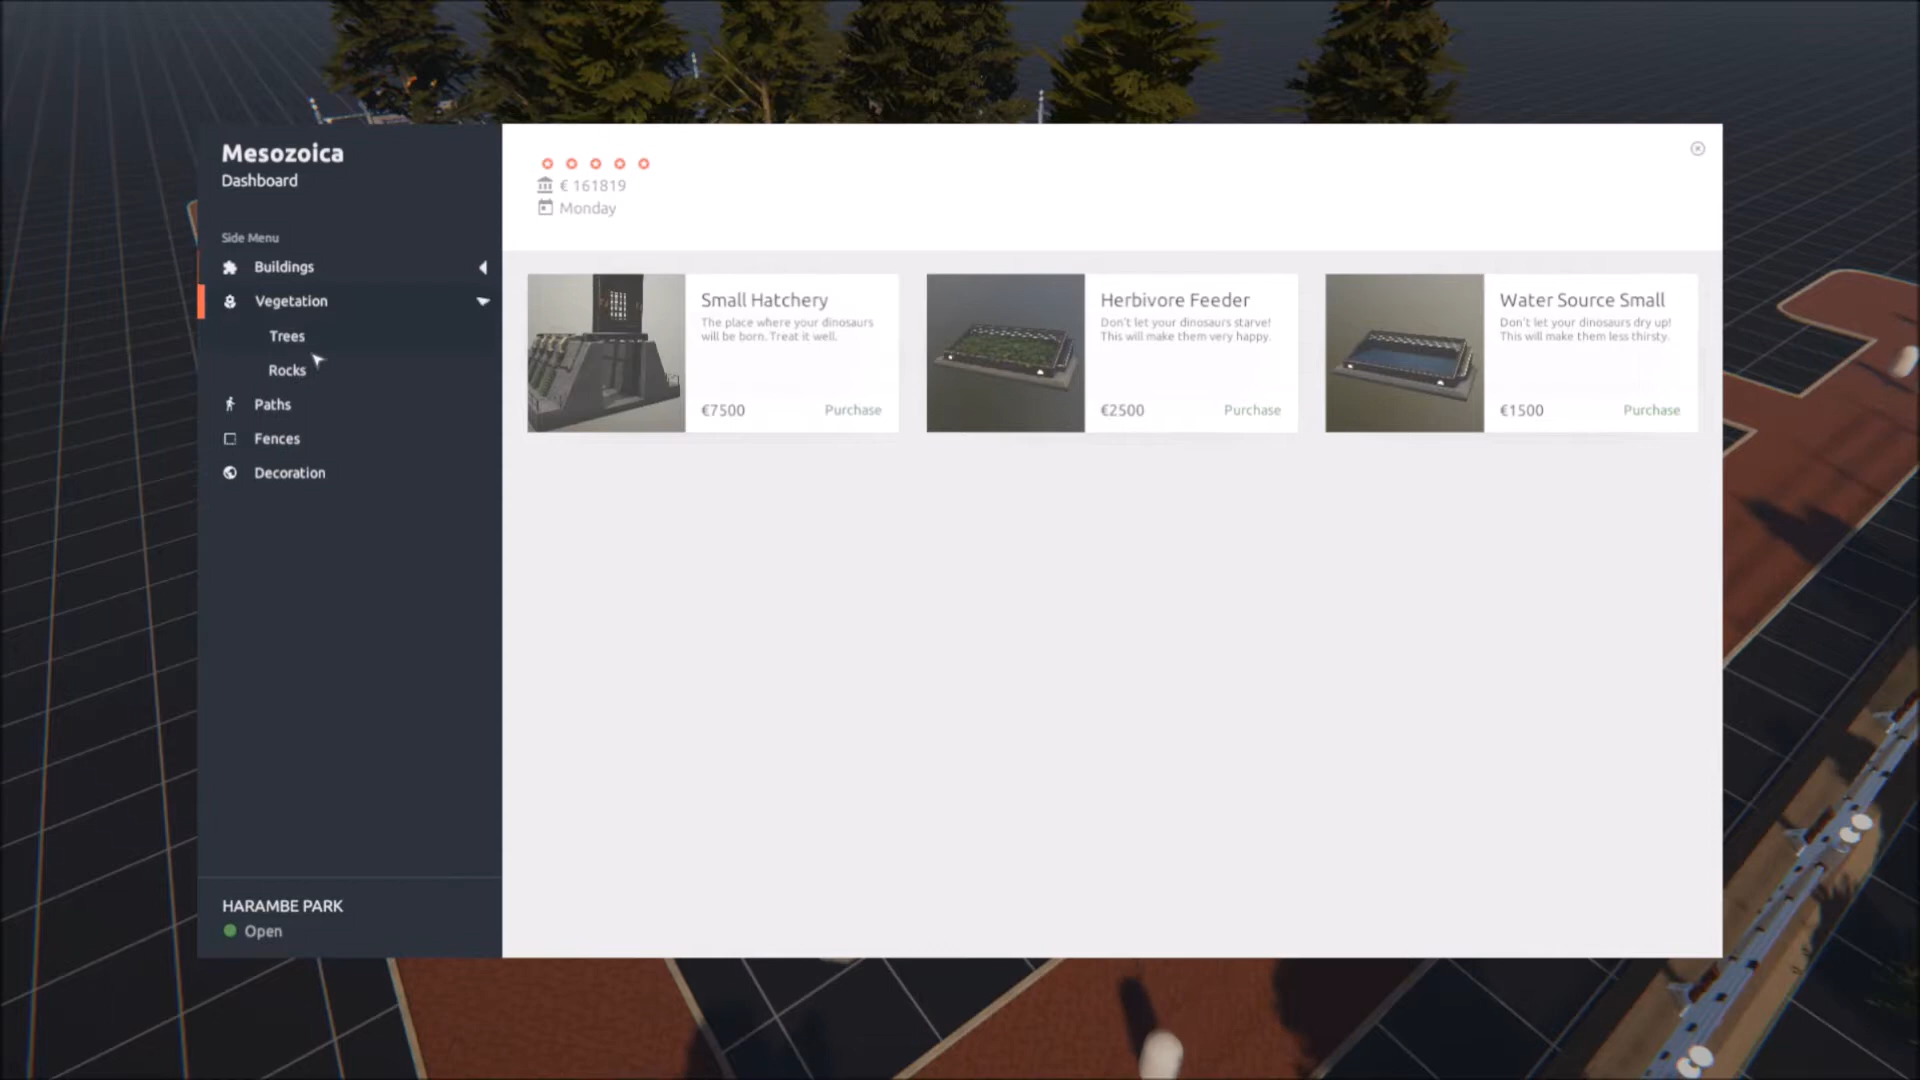 Mesozoica
Dashboard
Side Menu
Buildings
Vegetation
Trees
Rocks
Paths
Fences
Decoration
HARAMBE PARK
Open
€ 161819
Monday
Small Hatchery
The place where your dinosaurs
will be born. Treat it well.
€7500 Purchase
Herbivore Feeder
Don't let your dinosaurs starve!
This will make them very happy.
€2500 Purchase
Water Source Small
Don't let your dinosaurs dry up!
This will make them less thirsty.
€1500 Purchase